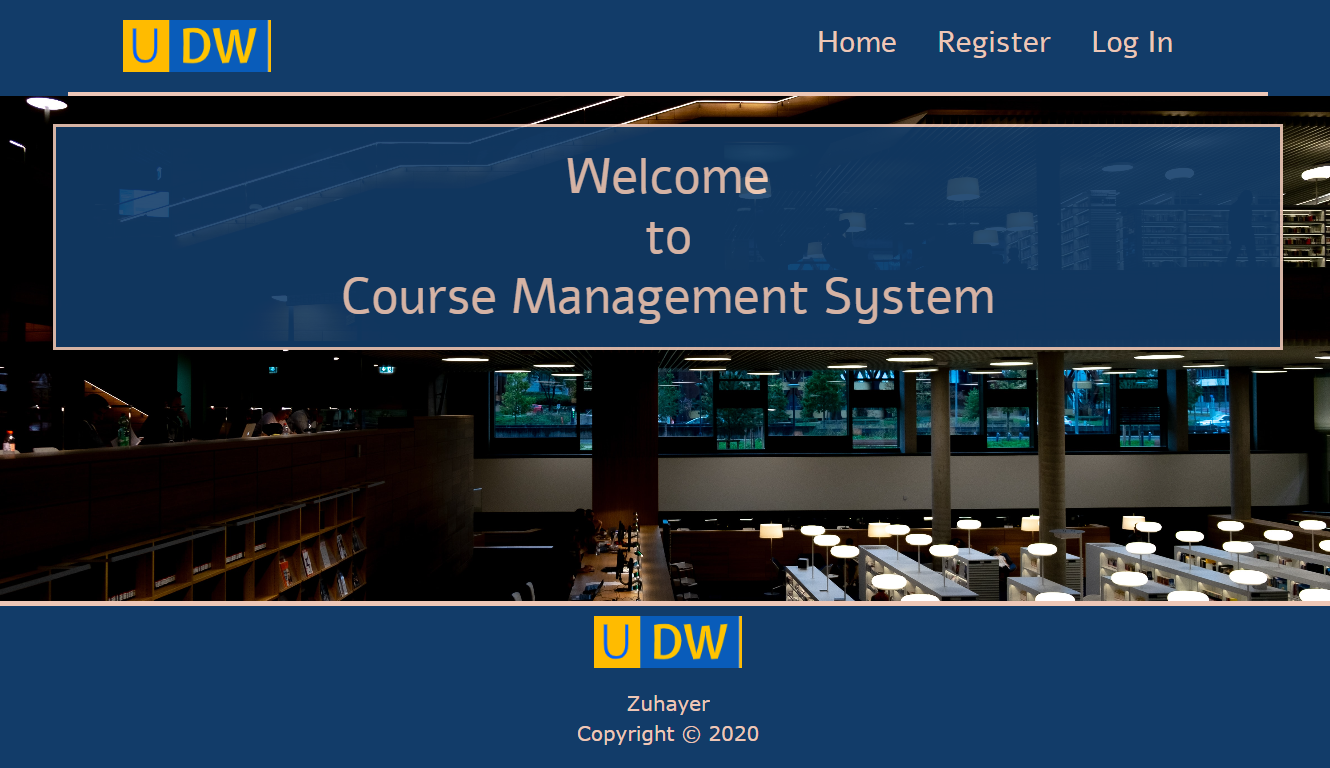 U DW
Home Register Log In
Welcome
to
Course Management System
U DW
Zuhayer
Copyright © 2020